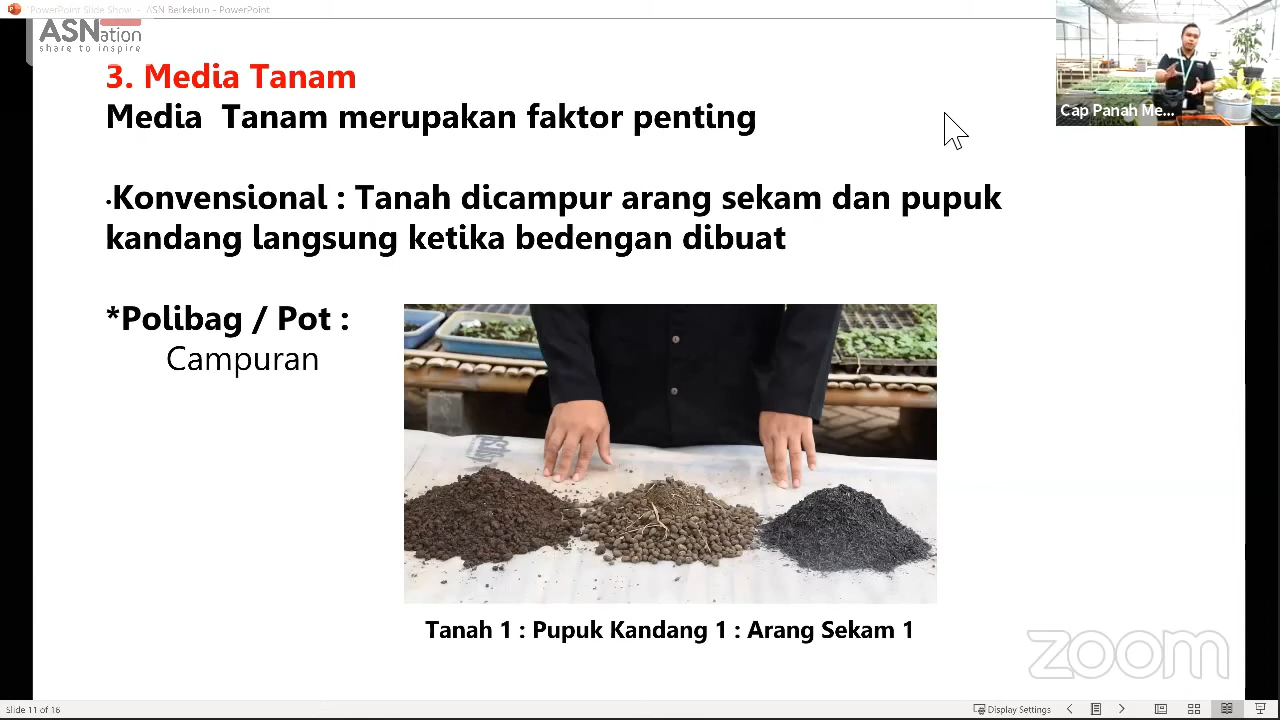 "PowerPoint Slide Show - ASN Berkebun - PowerPoint
ASNation
share to inspire
Cap Panah Me...
3. Media Tanam
Media Tanam merupakan faktor penting
·Konvensional : Tanah dicampur arang sekam dan pupuk
kandang langsung ketika bedengan dibuat
*Polibag / Pot :
Campuran
Tanah 1 : Pupuk Kandang 1 : Arang Sekam 1
zoom
Slide 11 of 16
Display Settings